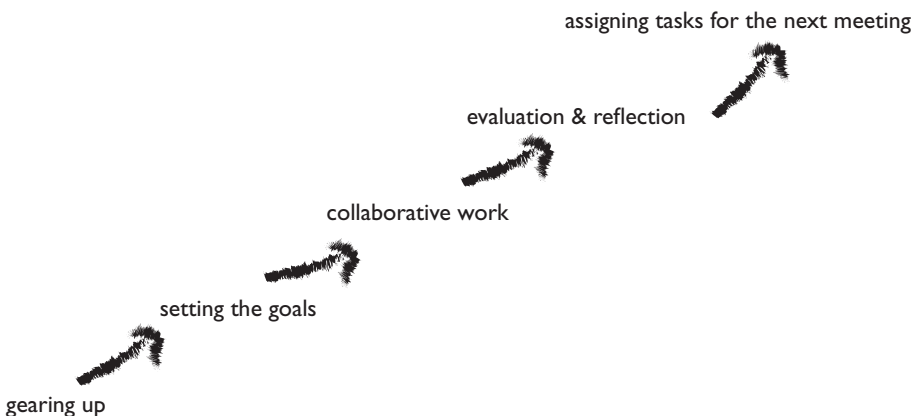 assigning tasks for the next meeting
evaluation & reflection
collaborative work
setting the goals
gearing up